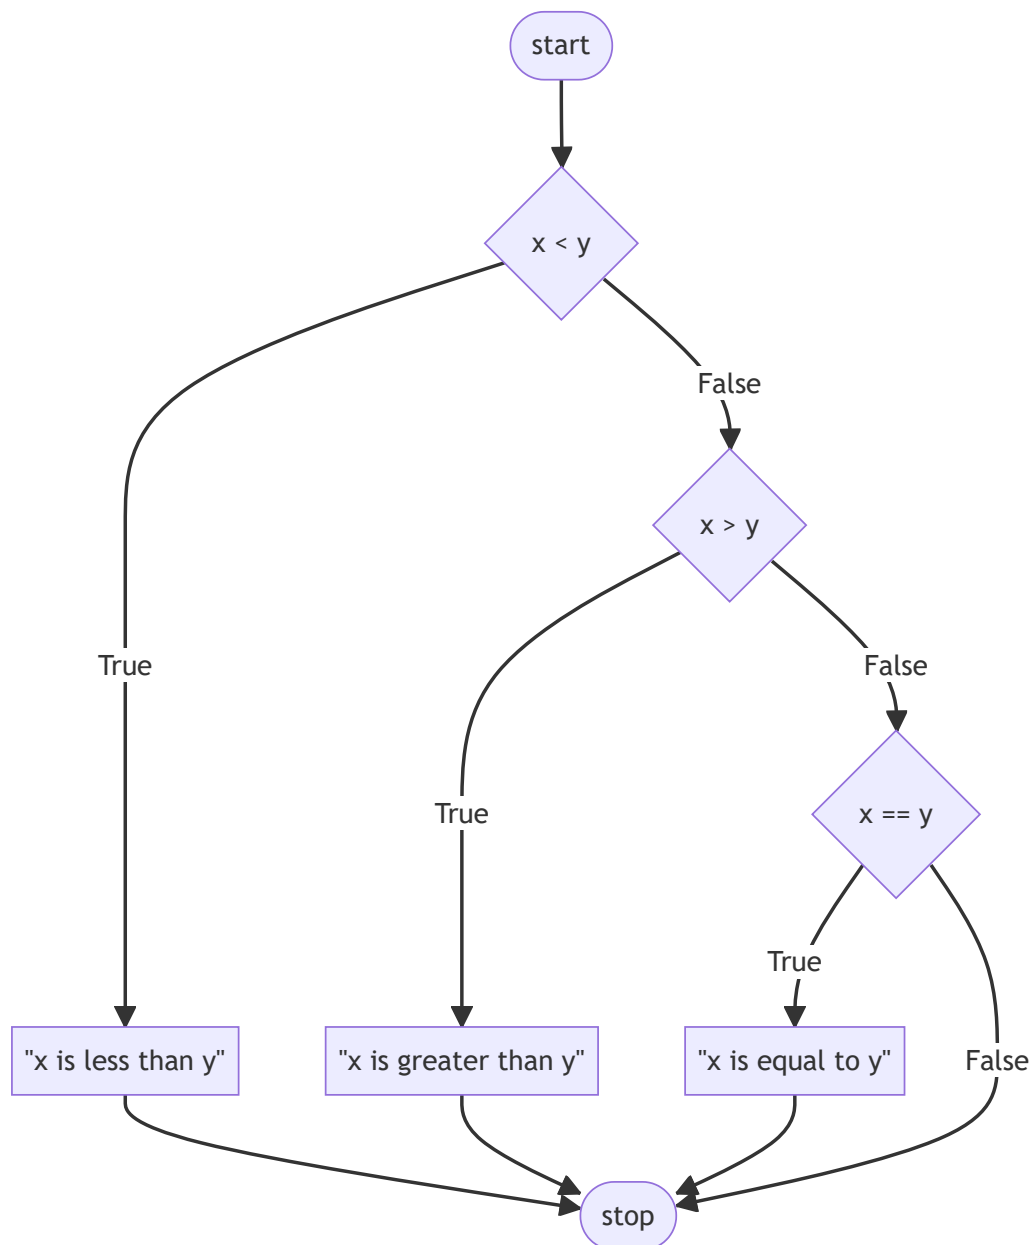 start
x < y
False
x > y
True
False
True
x == y
True
"x is less than y"
"x is greater than y"
"x is equal to y"
False
stop